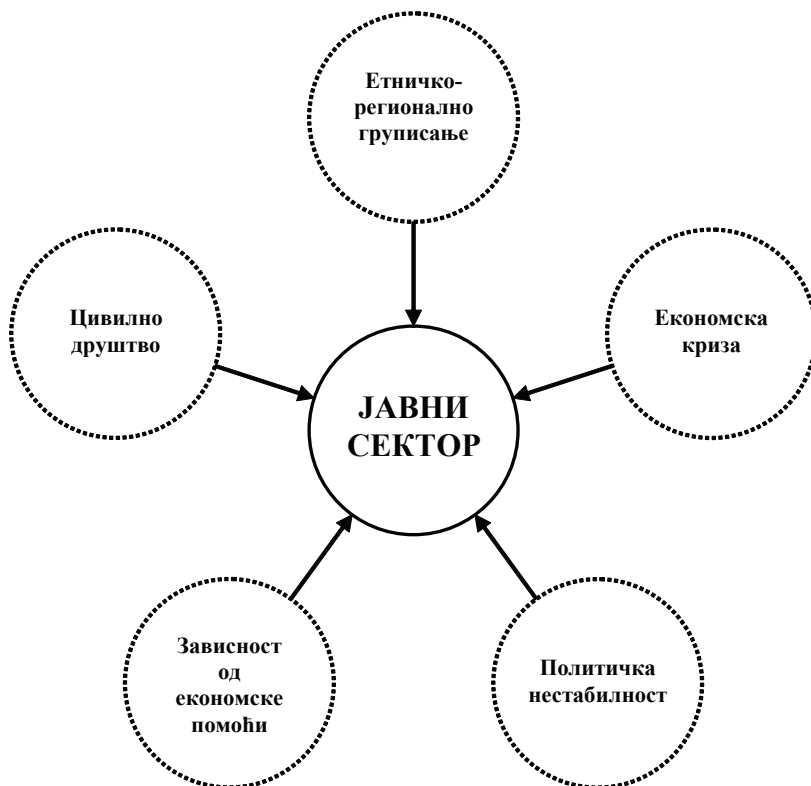 Етничко-
регионално
груписање
Цивилно
друштво
Економска
криза
ЈАВНИ
СЕКТОР
Зависност
од
економске
помоћи
Политичка
нестабилност